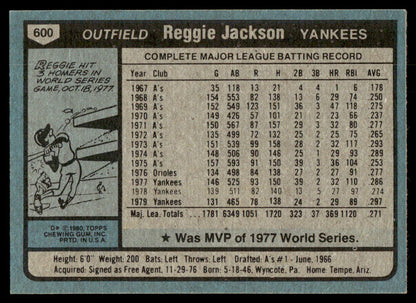 600 OUTFIELD Reggie Jackson YANKEES
REGGIE HIT
3 HOMERS IN
WORLD SERIES
GAME, OCT. 18, 1977.
©1980, TOPPS
CHEWING GUM, INC.
PRTD. IN U.S.A.
COMPLETE MAJOR LEAGUE BATTING RECORD
Year Club G AB R H 2B 3B HR RBI AVG
1967 A's 35 118 13 21 4 4 1 6 .178
1968 A's 154 553 82 138 13 6 29 74 .250
1969 A's 152 549 123 151 36 3 47 118 .275
1970 A's 149 426 57 101 21 2 23 66 .237
1971 A's 150 567 87 157 29 3 32 80 .277
1972 A's 135 499 72 132 25 2 25 75 .265
1973 A's 151 539 99 158 28 2 32 117 .293
1974 A's 148 506 90 146 25 1 29 93 .289
1975 A's 157 593 91 150 39 3 36 104 .253
1976 Orioles 134 498 84 138 27 2 27 91 .277
1977 Yankees 146 525 93 150 39 2 32 110 .286
1978 Yankees 139 511 82 140 13 5 27 97 .274
1979 Yankees 131 465 78 138 24 2 29 89 .297
Maj. Lea. Totals 1781 6349 1051 1720 323 37 369 1120 .271
★ Was MVP of 1977 World Series.
Height: 6'0" Weight: 200 Bats: Left Throws: Left Drafted: A's #1 - June, 1966
Acquired: Signed as Free Agent, 11-29-76 Born: 5-18-46, Wyncote, Pa. Home: Tempe, Ariz.